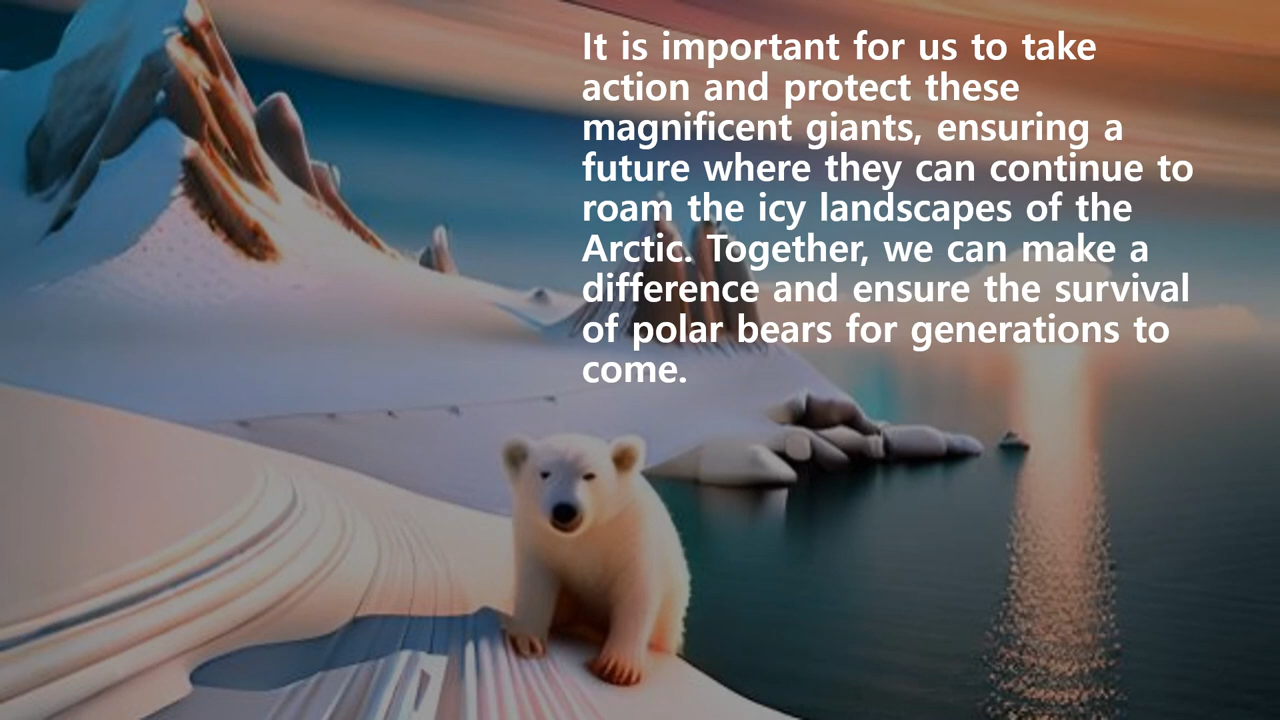 It is important for us to take
action and protect these
magnificent giants, ensuring a
future where they can continue to
roam the icy landscapes of the
Arctic. Together, we can make a
difference and ensure the survival
of polar bears for generations to
come.